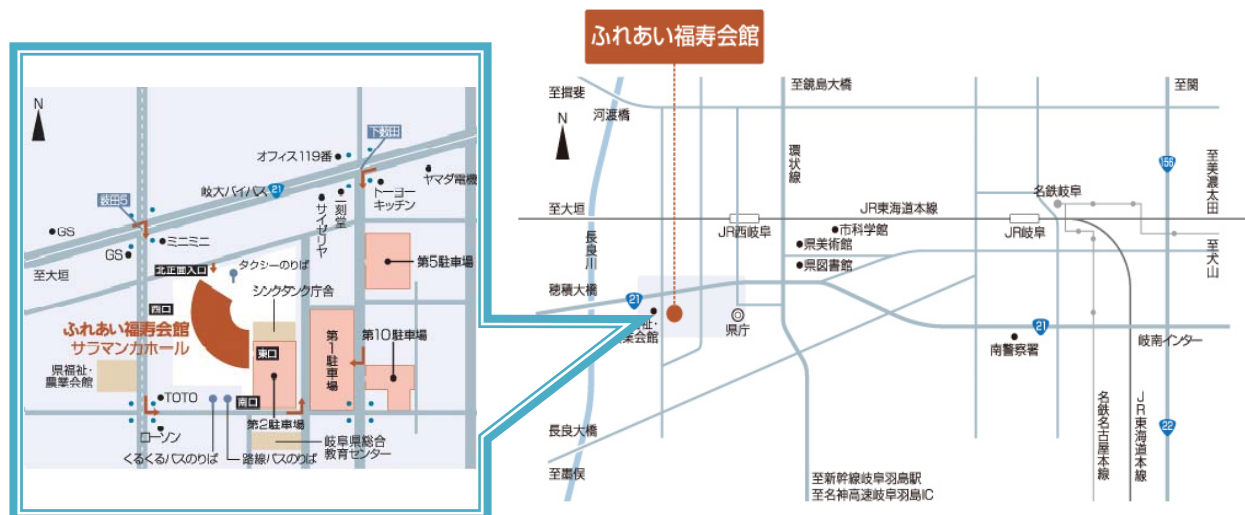 ふれあい福寿会館
N
オフィス119番
下薮田
ヤマダ電機
岐大バイパス
21
トーヨー
キッチン
一刻堂
サイゼリヤ
薮田5
GS
ミニミニ
GS
至大垣
北正面入口
タクシーのりば
西口
シンクタンク庁舎
第5駐車場
ふれあい福寿会館
サラマンカホール
東口
第1駐車場
第10駐車場
県福祉・
農業会館
TOTO
南口
第2駐車場
ローソン
岐阜県総合
教育センター
くるくるバスのりば
路線バスのりば
至揖斐
至鏡島大橋
至関
N
河渡橋
環状線
156
至美濃太田
名鉄岐阜
至大垣
JR東海道本線
JR西岐阜
市科学館
JR岐阜
長良川
県美術館
県図書館
至犬山
穂積大橋
21
祉・
業会館
県庁
21
南警察署
岐南インター
長良大橋
名鉄名古屋本線
JR東海道本線
22
至墨俣
至新幹線岐阜羽島駅
至名神高速岐阜羽島IC